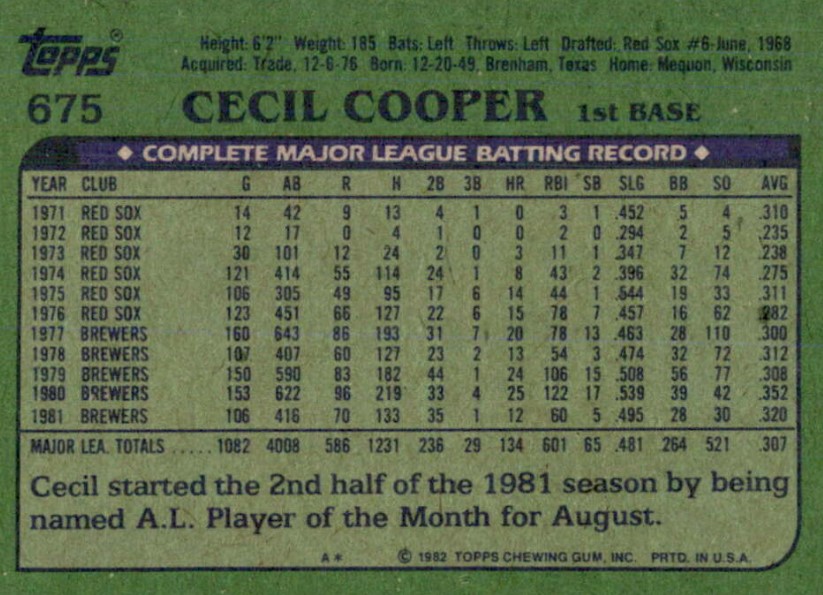 Topps®
Height: 6'2" Weight: 185 Bats: Left Throws: Left Drafted: Red Sox #6-June, 1968
Acquired: Trade, 12-6-76 Born: 12-20-49, Brenham, Texas Home: Mequon, Wisconsin
675 CECIL COOPER 1st BASE
◆ COMPLETE MAJOR LEAGUE BATTING RECORD ◆
YEAR CLUB G AB R H 2B 3B HR RBI SB SLG BB SO AVG
1971 RED SOX 14 42 9 13 4 1 0 3 1 .452 5 4 .310
1972 RED SOX 12 17 0 4 1 0 0 2 0 .294 2 5 .235
1973 RED SOX 30 101 12 24 2 0 3 11 1 .347 7 12 .238
1974 RED SOX 121 414 55 114 24 1 8 43 2 .396 32 74 .275
1975 RED SOX 106 305 49 95 17 6 14 44 1 .544 19 33 .311
1976 RED SOX 123 451 66 127 22 6 15 78 7 .457 16 62 .282
1977 BREWERS 160 643 86 193 31 7 20 78 13 .463 28 110 .300
1978 BREWERS 107 407 60 127 23 2 13 54 3 .474 32 72 .312
1979 BREWERS 150 590 83 182 44 1 24 106 15 .508 56 77 .308
1980 BREWERS 153 622 96 219 33 4 25 122 17 .539 39 42 .352
1981 BREWERS 106 416 70 133 35 1 12 60 5 .495 28 30 .320
MAJOR LEA. TOTALS ..... 1082 4008 586 1231 236 29 134 601 65 .481 264 521 .307
Cecil started the 2nd half of the 1981 season by being
named A.L. Player of the Month for August.
A* © 1982 TOPPS CHEWING GUM, INC. PRTD. IN U.S.A.